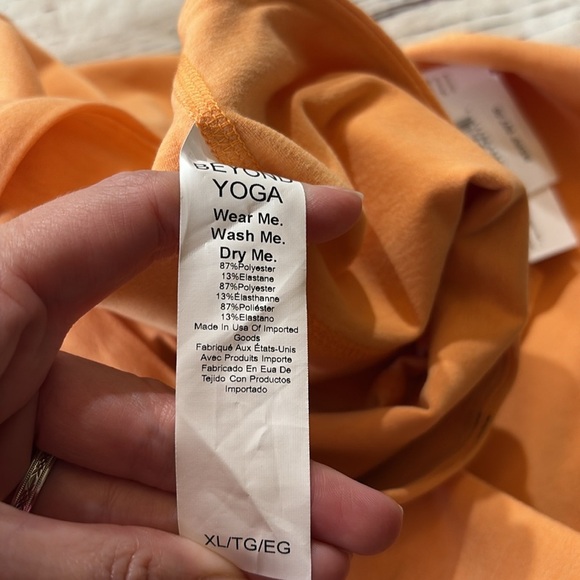 BEYOND
YOGA
Wear Me.
Wash Me.
Dry Me.
87%Polyester
13%Elastane
87%Polyester
13%Élasthanne
87%Poliéster
13%Elastano
Made In Usa Of Imported
Goods
Fabriqué Aux États-Unis
Avec Produits Importe
Fabricado En Eua De
Tejido Con Productos
Importado
XL/TG/EG